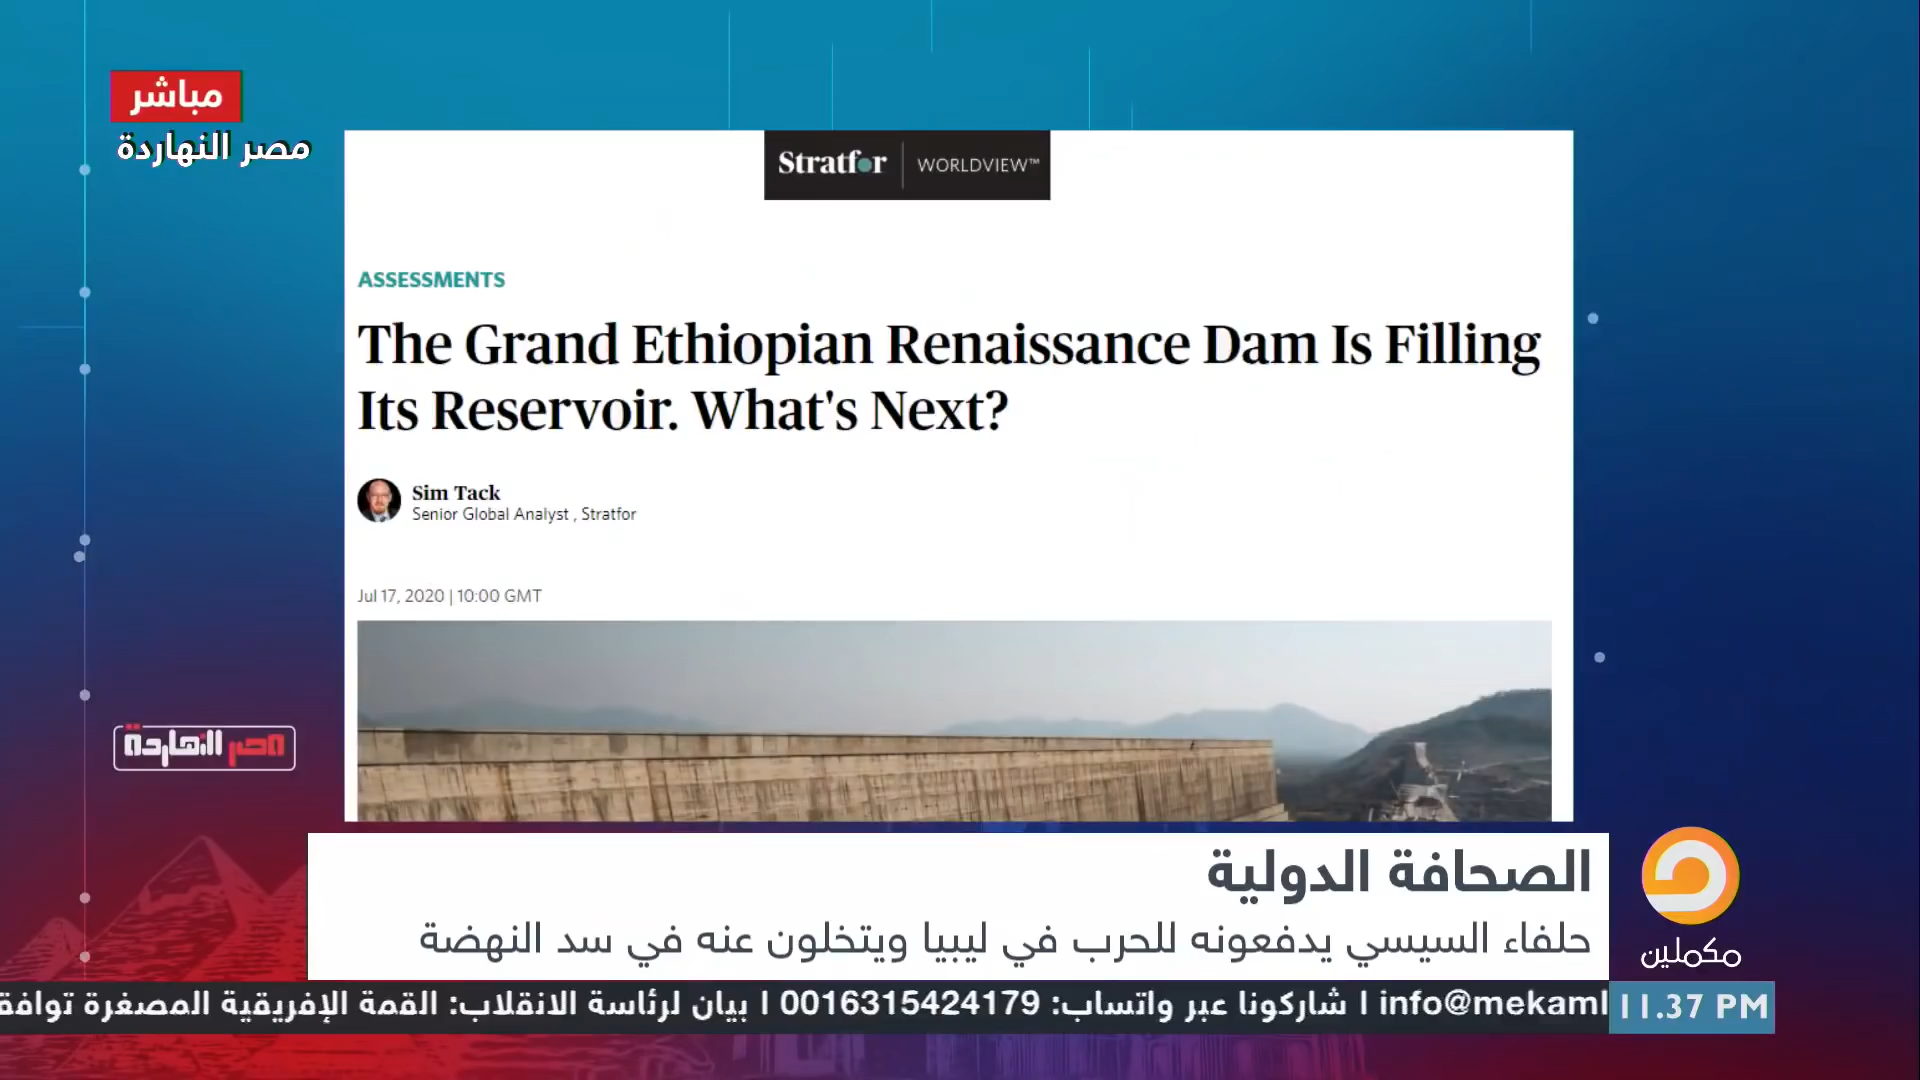 مباشر
مصر النهاردة
Stratfor | WORLDVIEW™
ASSESSMENTS
The Grand Ethiopian Renaissance Dam Is Filling
Its Reservoir. What's Next?
Sim Tack
Senior Global Analyst , Stratfor
Jul 17, 2020 | 10:00 GMT
مصر النهاردة
الصحافة الدولية
حلفاء السيسي يدفعونه للحرب في ليبيا ويتخلون عنه في سد النهضة
مكملين
info@mekaml | شاركونا عبر واتساب: 0016315424179 | بيان لرئاسة الانقلاب: القمة الإفريقية المصغرة توافق
11.37 PM